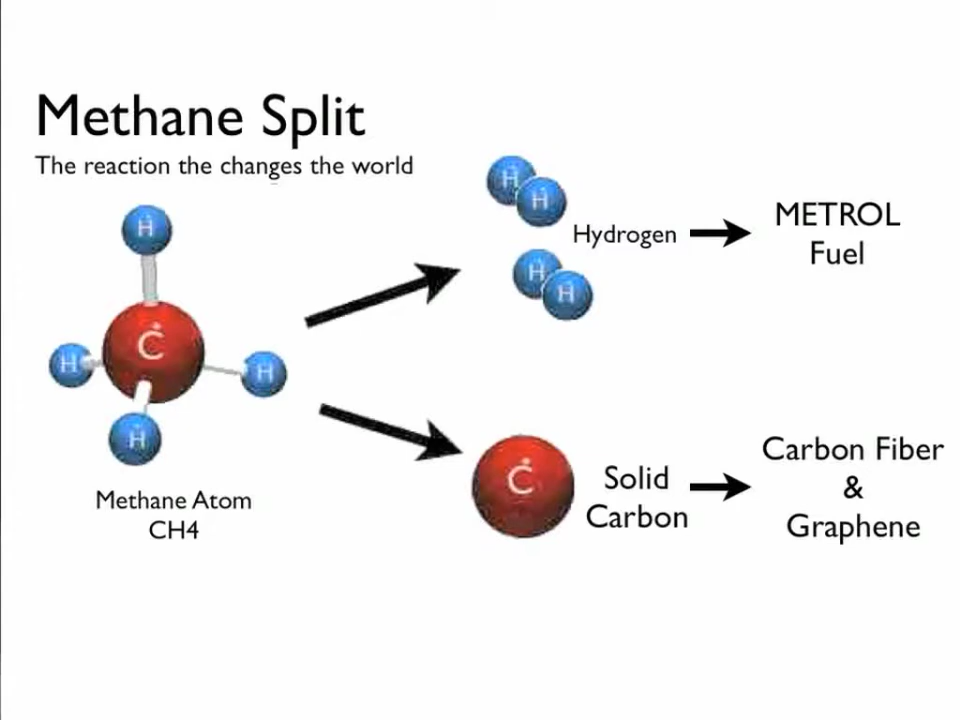 Methane Split
The reaction the changes the world
H
H
H
H
C
Methane Atom
CH4
H
H
H
H
Hydrogen
METROL
Fuel
C
Solid
Carbon
Carbon Fiber
&
Graphene